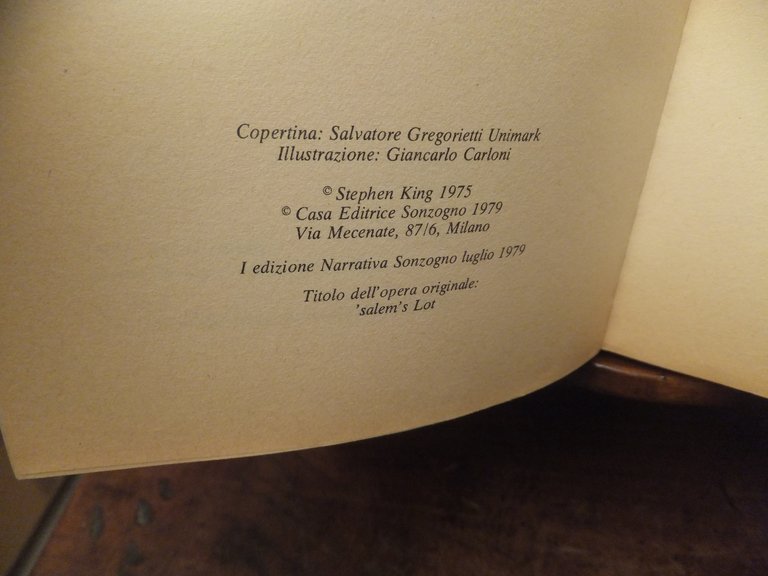 Copertina: Salvatore Gregorietti Unimark
Illustrazione: Giancarlo Carloni
© Stephen King 1975
© Casa Editrice Sonzogno 1979
Via Mecenate, 87/6, Milano
I edizione Narrativa Sonzogno luglio 1979
Titolo dell'opera originale:
'salem's Lot